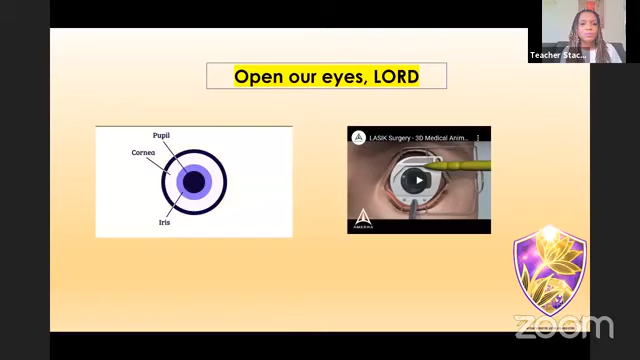 Teacher Stac...
Open our eyes, LORD
Pupil
Cornea
Iris
LASIK Surgery - 3D Medical Anim...
AMERRA
zoom